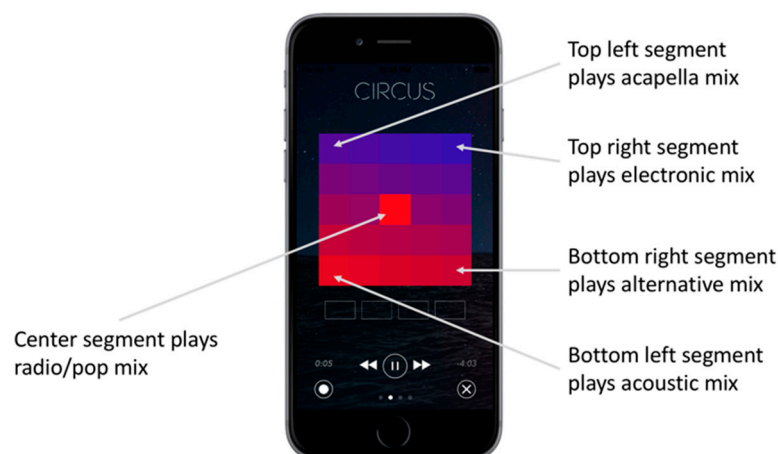 CIRCUS
Top left segment
plays acapella mix
Top right segment
plays electronic mix
Bottom right segment
plays alternative mix
Bottom left segment
plays acoustic mix
Center segment plays
radio/pop mix
0:05
-4:03